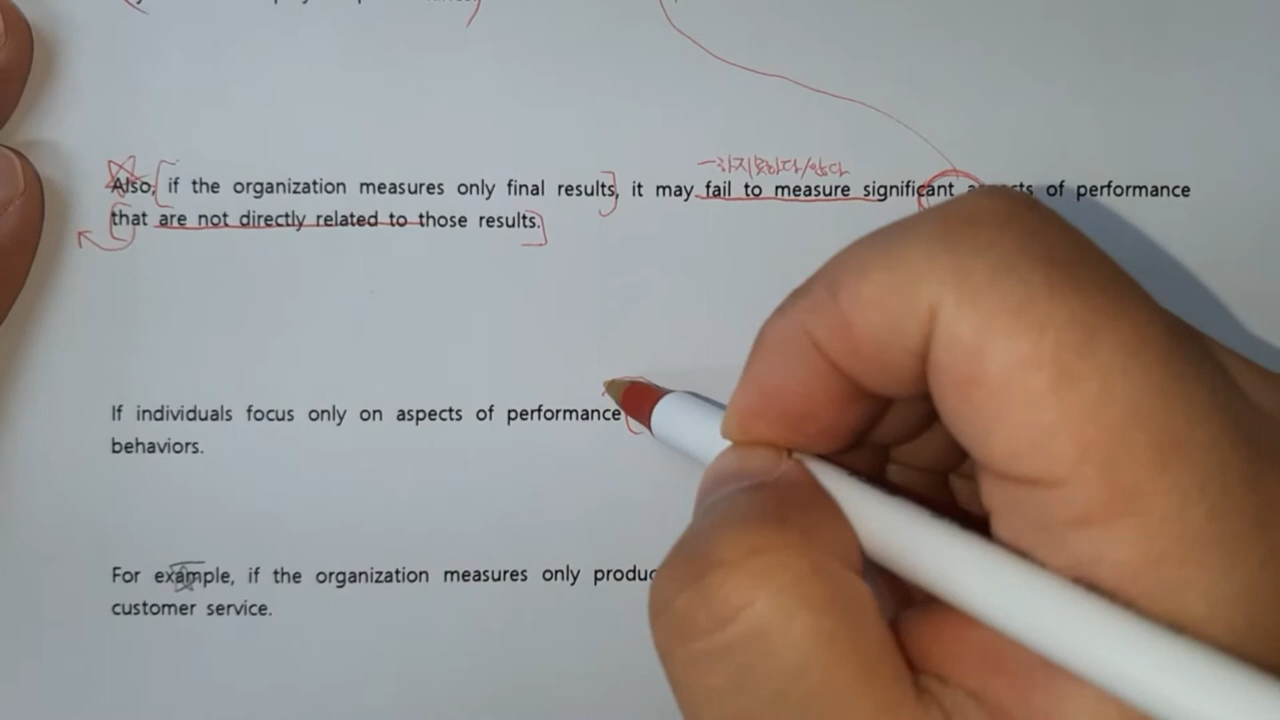 ~하지못하다/않다
Also, if the organization measures only final results, it may fail to measure significant aspects of performance
that are not directly related to those results.
If individuals focus only on aspects of performance
behaviors.
For example, if the organization measures only
customer service.